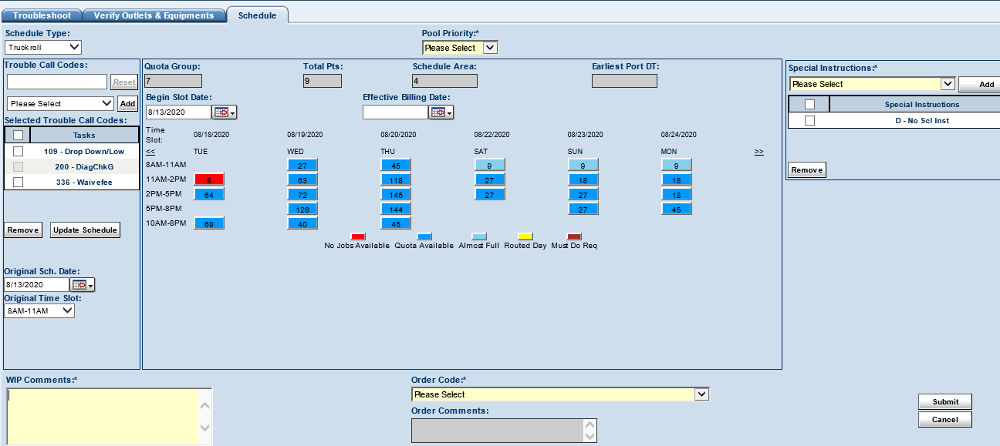 Troubleshoot Verify Outlets & Equipments Schedule
Schedule Type: Pool Priority:*
Truckroll Please Select
Trouble Call Codes: Quota Group: Total Pts: Schedule Area: Earliest Port DT: Special Instructions:*
7 9 4 Please Select Add
Reset
Begin Slot Date: Effective Billing Date:
Please Select Add 8/13/2020 Special Instructions
Selected Trouble Call Codes: D - No Scl Inst
Tasks Time Slot: 08/18/2020 08/19/2020 08/20/2020 08/22/2020 08/23/2020 08/24/2020
109 - Drop Down/Low << TUE WED THU SAT SUN MON >>
200 - DiagChkG 8AM-11AM 27 45 9 9 9 Remove
336 - Waivefee 11AM-2PM 8 63 118 27 18 18
2PM-5PM 64 72 145 27 27 18
5PM-8PM 126 144 27 45
10AM-8PM 69 40 45
Remove Update Schedule
No Jobs Available Quota Available Almost Full Routed Day Must Do Req
Original Sch. Date:
8/13/2020
Original Time Slot:
8AM-11AM
WIP Comments:* Order Code:*
Please Select
Order Comments:
Submit
Cancel